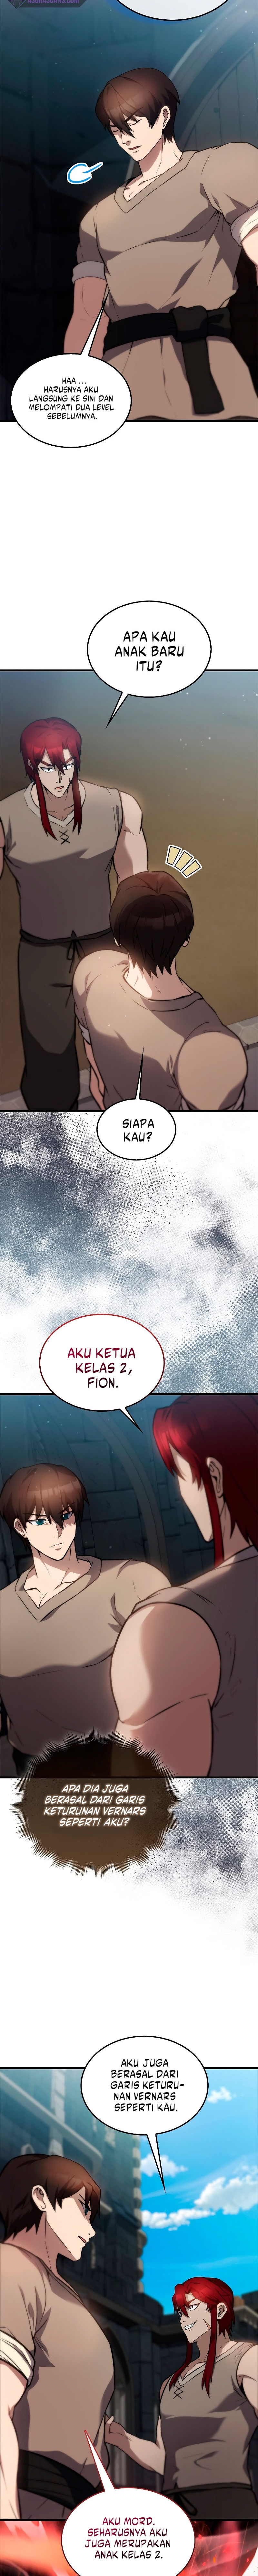 HAA ...
HARUSNYA AKU
LANGSUNG KE SINI DAN
MELOMPATI DUA LEVEL
SEBELUMNYA.
APA KAU
ANAK BARU
ITU?
SIAPA
KAU?
AKU KETUA
KELAS 2,
FION.
APA DIA JUGA
BERASAL DARI GARIS
KETURUNAN VERNARS
SEPERTI AKU?
AKU JUGA
BERASAL DARI
GARIS KETURU-
NAN VERNARS
SEPERTI KAU.
AKU MORD.
SEHARUSNYA AKU
JUGA MERUPAKAN
ANAK KELAS 2.